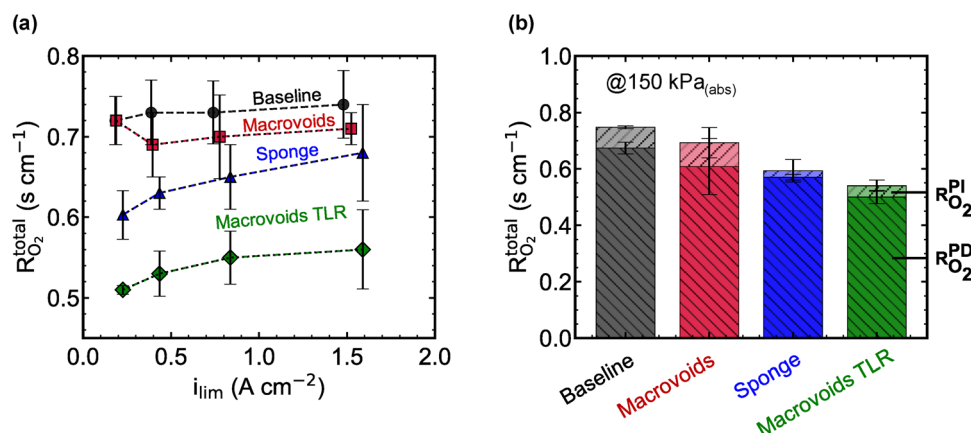 (a)
0.8
0.7
0.6
0.5
R_O₂^total (s cm⁻¹)
Baseline
Macrovoids
Sponge
Macrovoids TLR
0.0 0.5 1.0 1.5 2.0
i_lim (A cm⁻²)
(b)
1.0
0.8
0.6
0.4
0.2
0.0
R_O₂^total (s cm⁻¹)
@150 kPa_(abs)
R_O₂^PI
R_O₂^PD
Baseline
Macrovoids
Sponge
Macrovoids TLR